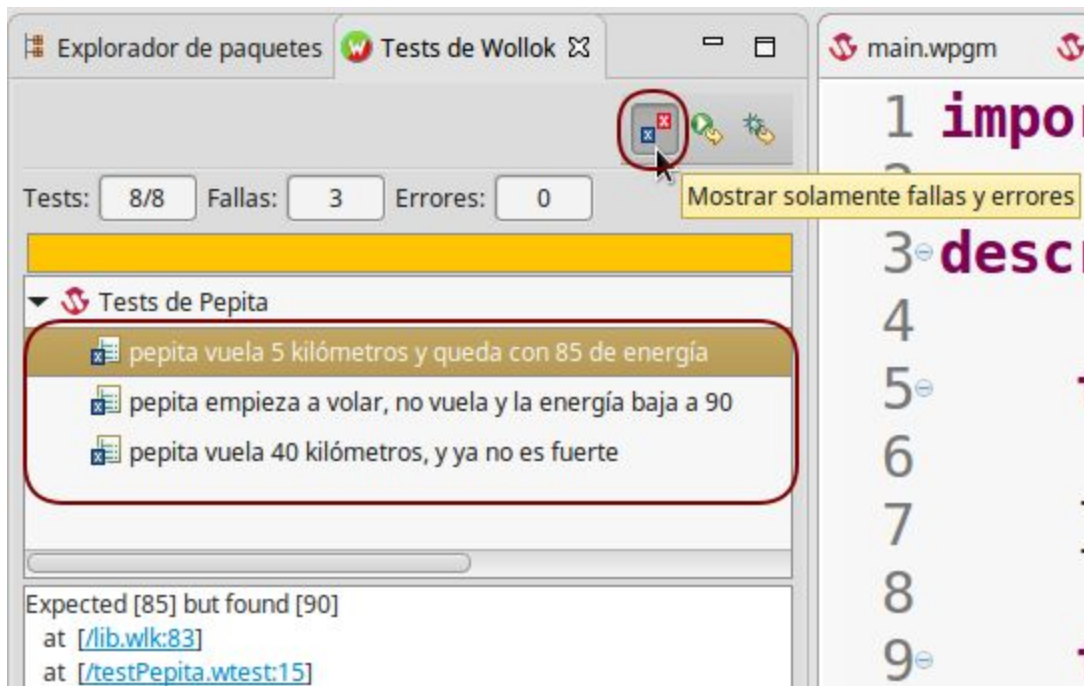 Explorador de paquetes
Tests de Wollok
main.wpgm
Tests: 8/8 Fallas: 3 Errores: 0
Mostrar solamente fallas y errores
Tests de Pepita
pepita vuela 5 kilómetros y queda con 85 de energía
pepita empieza a volar, no vuela y la energía baja a 90
pepita vuela 40 kilómetros, y ya no es fuerte
Expected [85] but found [90]
at [/lib.wlk:83]
at [/testPepita.wtest:15]
1 impo
3 desc
4
5
6
7
8
9